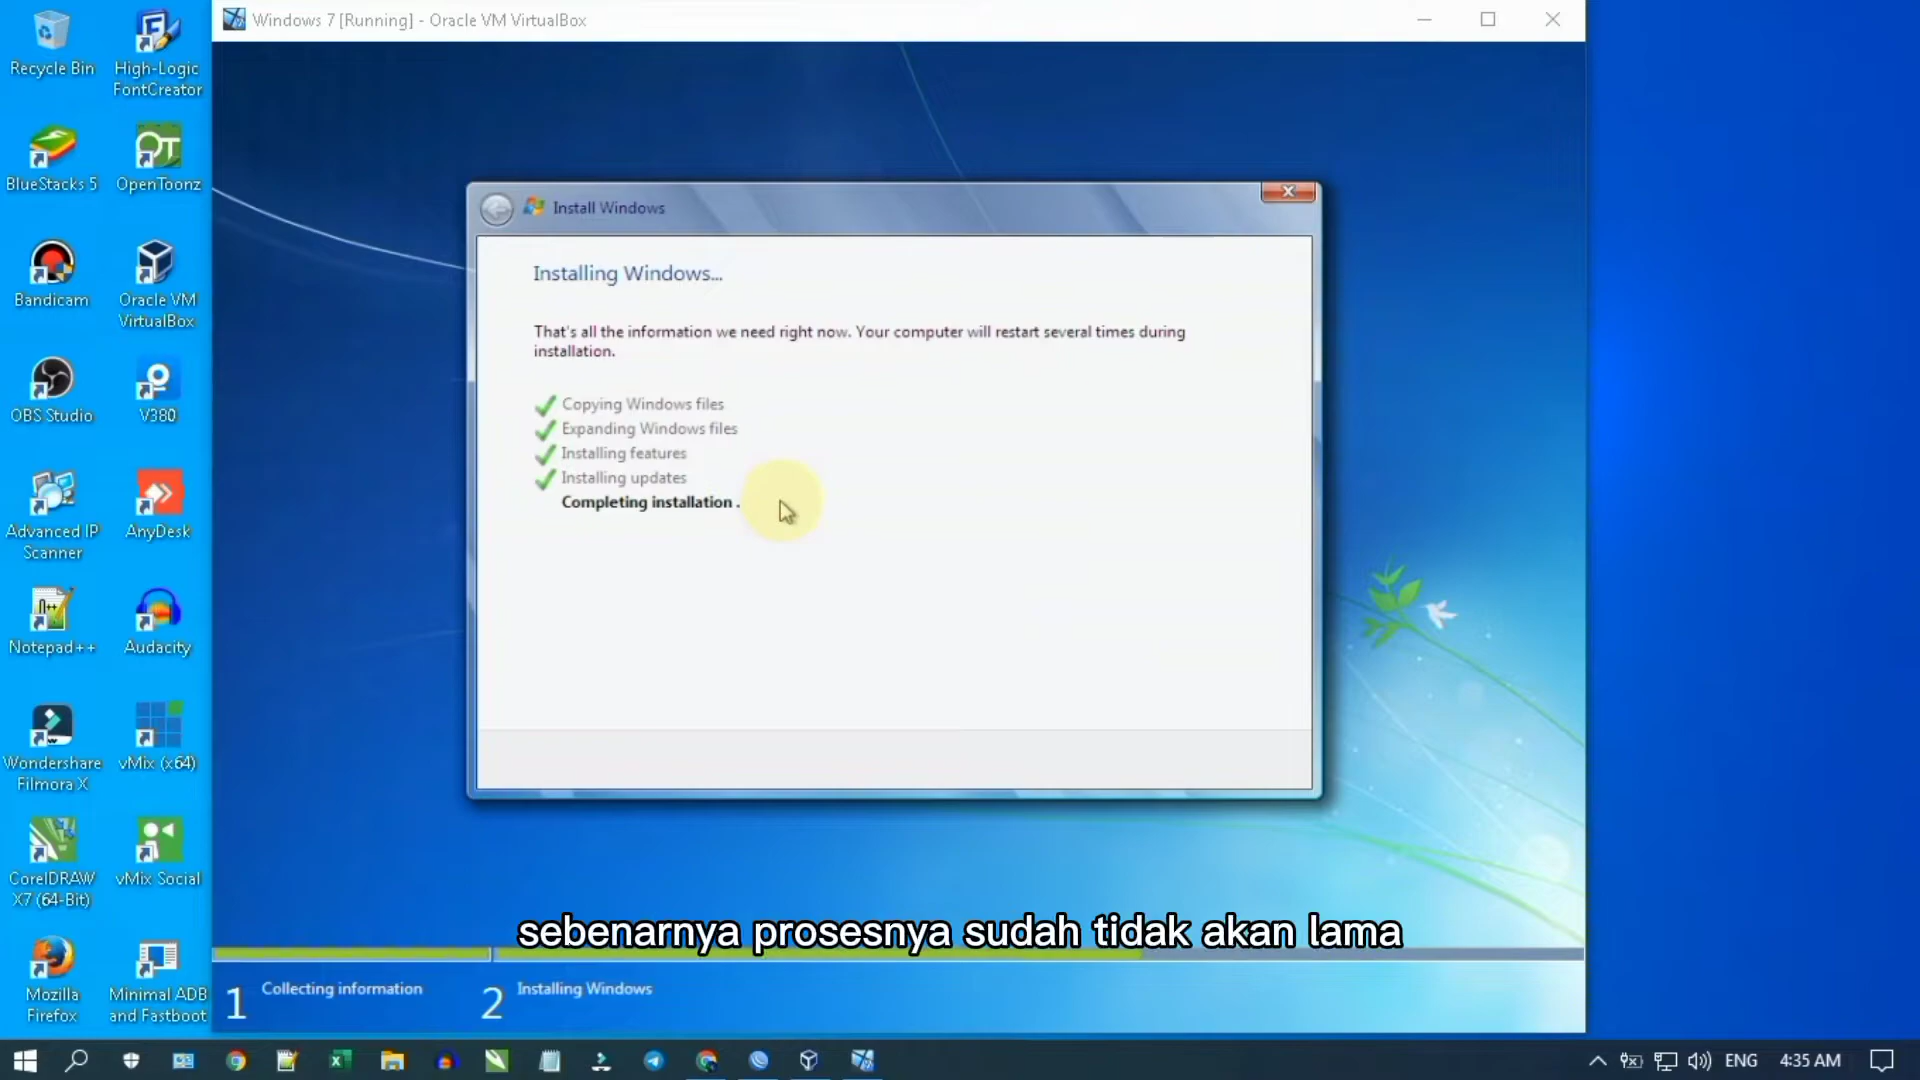 Windows 7 [Running] - Oracle VM VirtualBox
Recycle Bin
High-Logic
FontCreator
BlueStacks 5
OpenToonz
Bandicam
Oracle VM
VirtualBox
OBS Studio
V380
Advanced IP
Scanner
AnyDesk
Notepad++
Audacity
Wondershare
Filmora X
vMix (x64)
CorelDRAW
X7 (64-Bit)
vMix Social
Mozilla
Firefox
Minimal ADB
and Fastboot
Install Windows
Installing Windows...
That's all the information we need right now. Your computer will restart several times during
installation.
Copying Windows files
Expanding Windows files
Installing features
Installing updates
Completing installation .
sebenarnya prosesnya sudah tidak akan lama
1 Collecting information
2 Installing Windows
ENG
4:35 AM